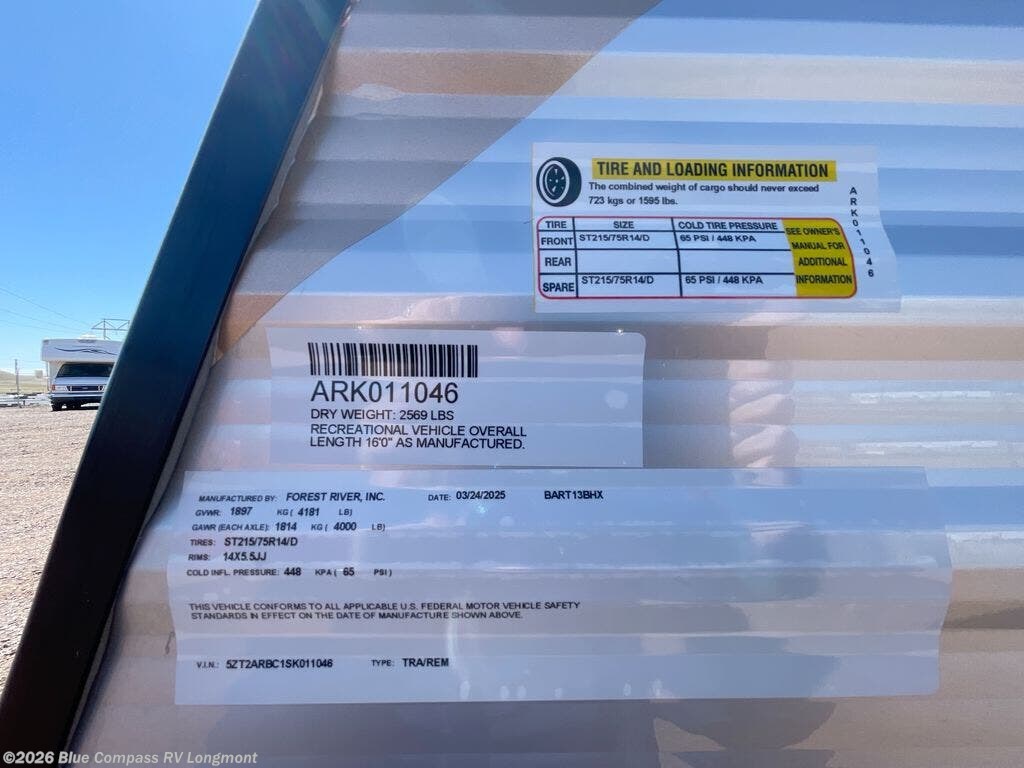 TIRE AND LOADING INFORMATION
The combined weight of cargo should never exceed
723 kgs or 1595 lbs.
TIRE SIZE COLD TIRE PRESSURE
FRONT ST215/75R14/D 65 PSI / 448 KPA
REAR
SPARE ST215/75R14/D 65 PSI / 448 KPA
SEE OWNER'S
MANUAL FOR
ADDITIONAL
INFORMATION
ARK011046
ARK011046
DRY WEIGHT: 2569 LBS
RECREATIONAL VEHICLE OVERALL
LENGTH 16'0" AS MANUFACTURED.
MANUFACTURED BY: FOREST RIVER, INC. DATE: 03/24/2025 BART13BHX
GVWR: 1897 KG ( 4181 LB)
GAWR (EACH AXLE): 1814 KG ( 4000 LB)
TIRES: ST215/75R14/D
RIMS: 14X5.5JJ
COLD INFL. PRESSURE: 448 KPA ( 65 PSI )
THIS VEHICLE CONFORMS TO ALL APPLICABLE U.S. FEDERAL MOTOR VEHICLE SAFETY
STANDARDS IN EFFECT ON THE DATE OF MANUFACTURE SHOWN ABOVE.
V.I.N.: 5ZT2ARBC1SK011046 TYPE: TRA/REM
©2026 Blue Compass RV Longmont